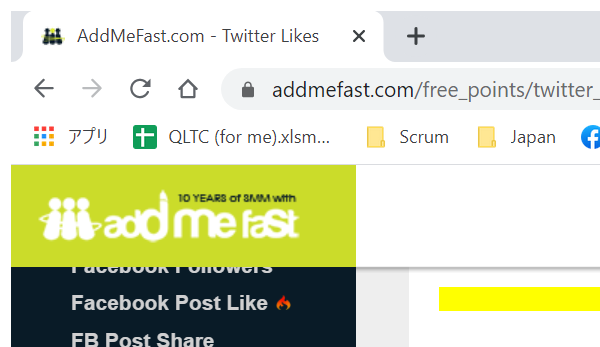 AddMeFast.com - Twitter Likes
addmefast.com/free_points/twitter_
アプリ QLTC (for me).xlsm... Scrum Japan
10 YEARS of SMM with
add me fast
Facebook Followers
Facebook Post Like
FB Post Share